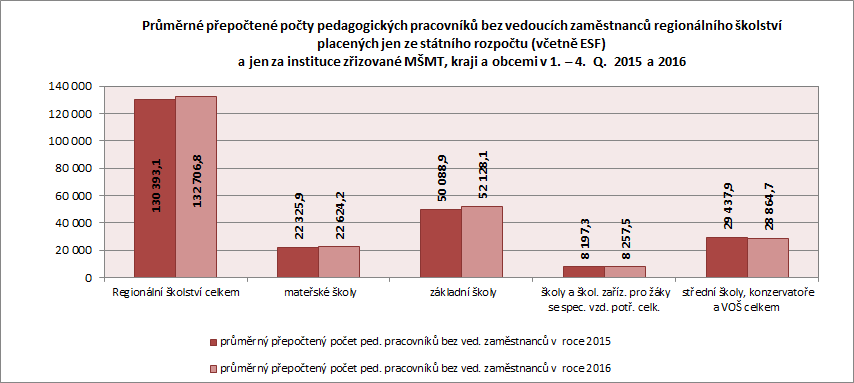 Průměrné přepočtené počty pedagogických pracovníků bez vedoucích zaměstnanců regionálního školství
placených jen ze státního rozpočtu (včetně ESF)
a jen za instituce zřizované MŠMT, kraji a obcemi v 1. – 4. Q. 2015 a 2016
140 000
120 000
100 000
80 000
60 000
40 000
20 000
0
130 393,1
132 706,8
22 325,9
22 624,2
50 088,9
52 128,1
8 197,3
8 257,5
29 437,9
28 864,7
Regionální školství celkem
mateřské školy
základní školy
školy a škol. zaříz. pro žáky
se spec. vzd. potř. celk.
střední školy, konzervatoře
a VOŠ celkem
průměrný přepočtený počet ped. pracovníků bez ved. zaměstnanců v roce 2015
průměrný přepočtený počet ped. pracovníků bez ved. zaměstnanců v roce 2016